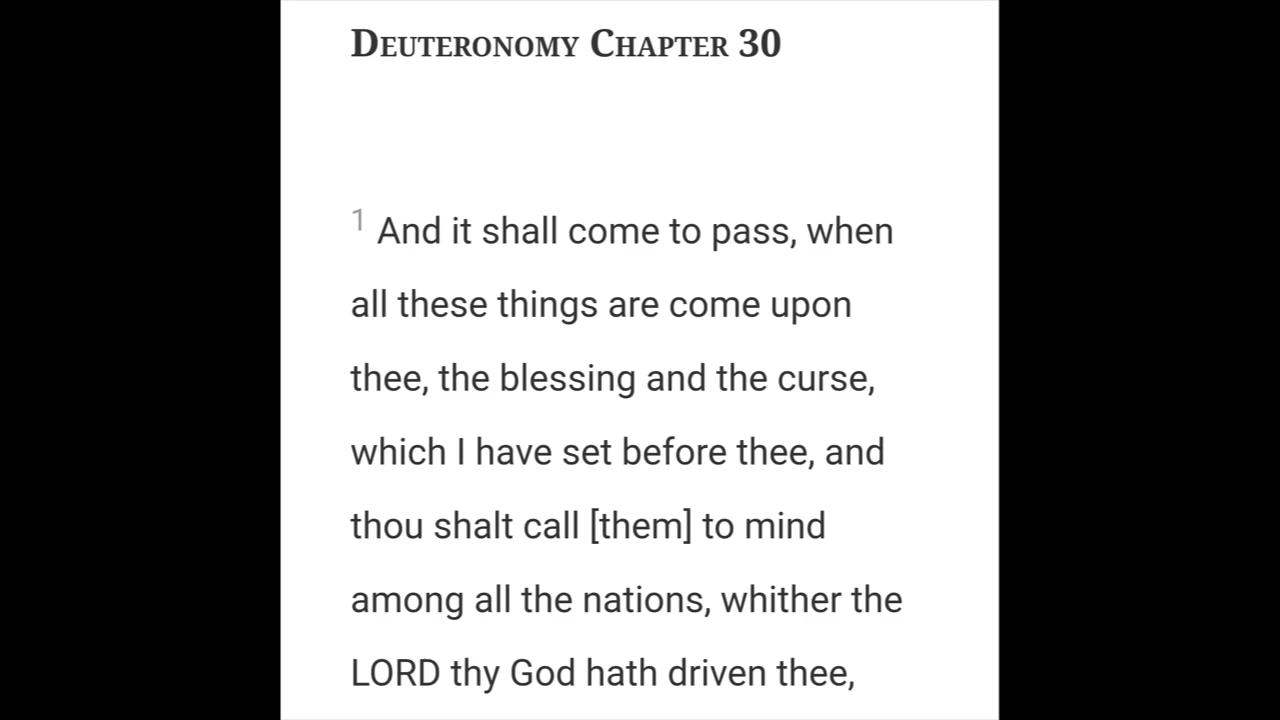 Deuteronomy Chapter 30
1 And it shall come to pass, when
all these things are come upon
thee, the blessing and the curse,
which I have set before thee, and
thou shalt call [them] to mind
among all the nations, whither the
LORD thy God hath driven thee,